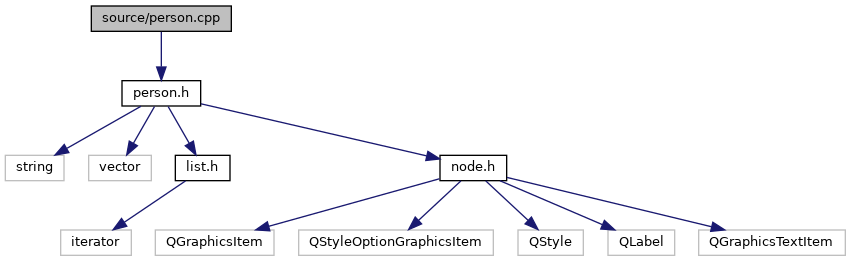 source/person.cpp
person.h
string
vector
list.h
node.h
iterator
QGraphicsItem
QStyleOptionGraphicsItem
QStyle
QLabel
QGraphicsTextItem